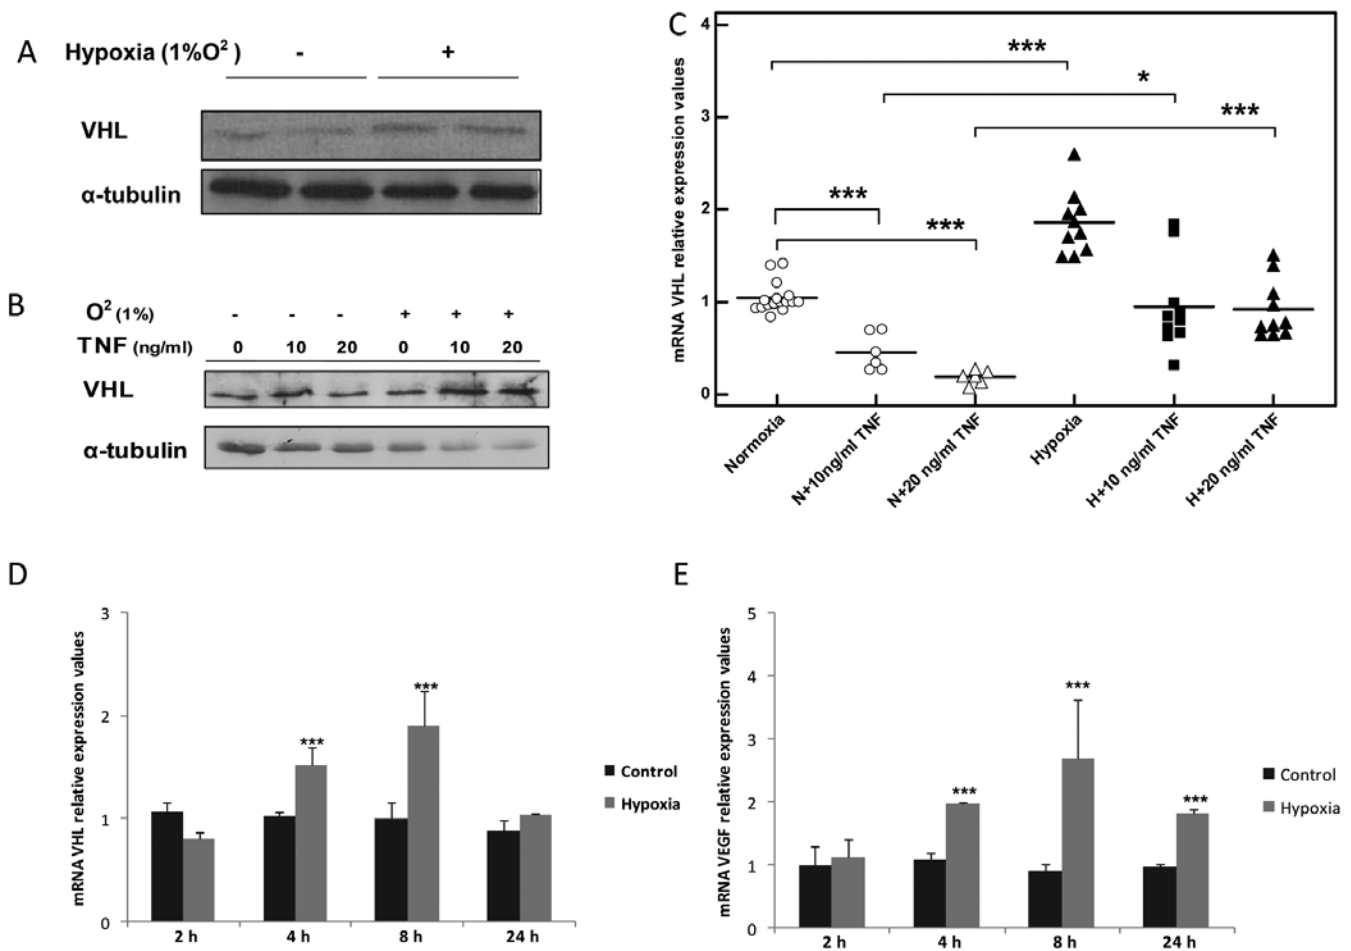 A
Hypoxia (1%O2 ) - +
VHL
α-tubulin
B
O2 (1%) - - - + + +
TNF (ng/ml) 0 10 20 0 10 20
VHL
α-tubulin
C
mRNA VHL relative expression values
4
3
2
1
0
***
*
***
***
***
Normoxia
N+10ng/ml TNF
N+20 ng/ml TNF
Hypoxia
H+10 ng/ml TNF
H+20 ng/ml TNF
D
mRNA VHL relative expression values
3
2
1
0
***
***
2 h 4 h 8 h 24 h
Control
Hypoxia
E
mRNA VEGF relative expression values
5
4
3
2
1
0
***
***
***
2 h 4 h 8 h 24 h
Control
Hypoxia